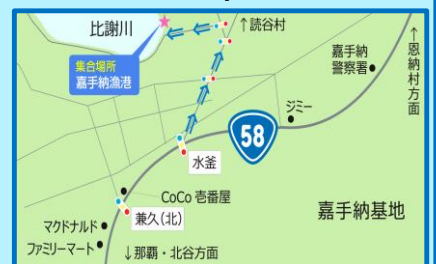 比謝川
↑読谷村
集合場所
嘉手納漁港
嘉手納
警察署
↑恩納村方面
ジミー
58
水釜
CoCo 壱番屋
嘉手納基地
兼久(北)
マクドナルド
ファミリーマート
↓那覇・北谷方面